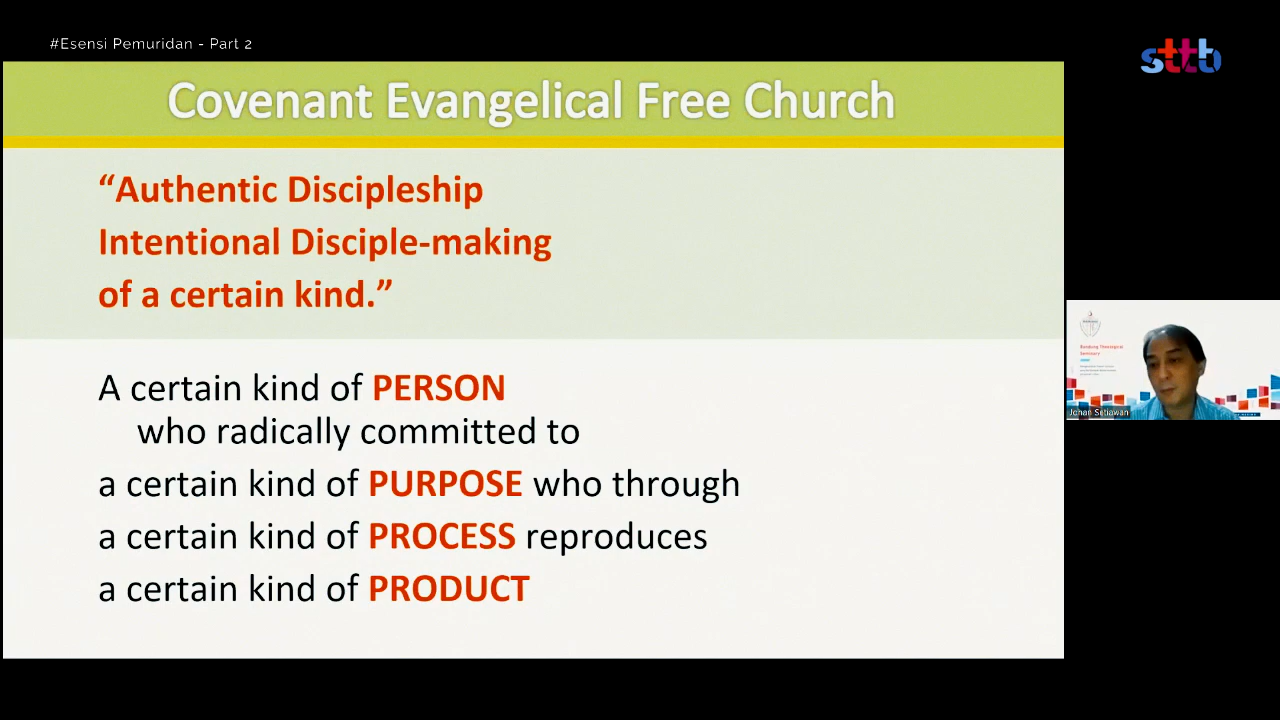 #Esensi Pemuridan - Part 2
sttb
Covenant Evangelical Free Church
“Authentic Discipleship
Intentional Disciple-making
of a certain kind.”
A certain kind of PERSON
who radically committed to
a certain kind of PURPOSE who through
a certain kind of PROCESS reproduces
a certain kind of PRODUCT
Bandung Theological
Seminary
Johan Setiawan